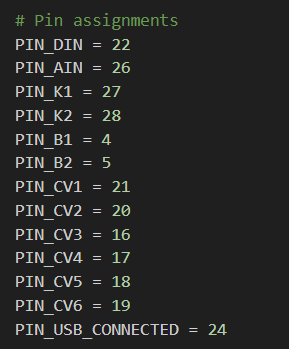 # Pin assignments
PIN_DIN = 22
PIN_AIN = 26
PIN_K1 = 27
PIN_K2 = 28
PIN_B1 = 4
PIN_B2 = 5
PIN_CV1 = 21
PIN_CV2 = 20
PIN_CV3 = 16
PIN_CV4 = 17
PIN_CV5 = 18
PIN_CV6 = 19
PIN_USB_CONNECTED = 24